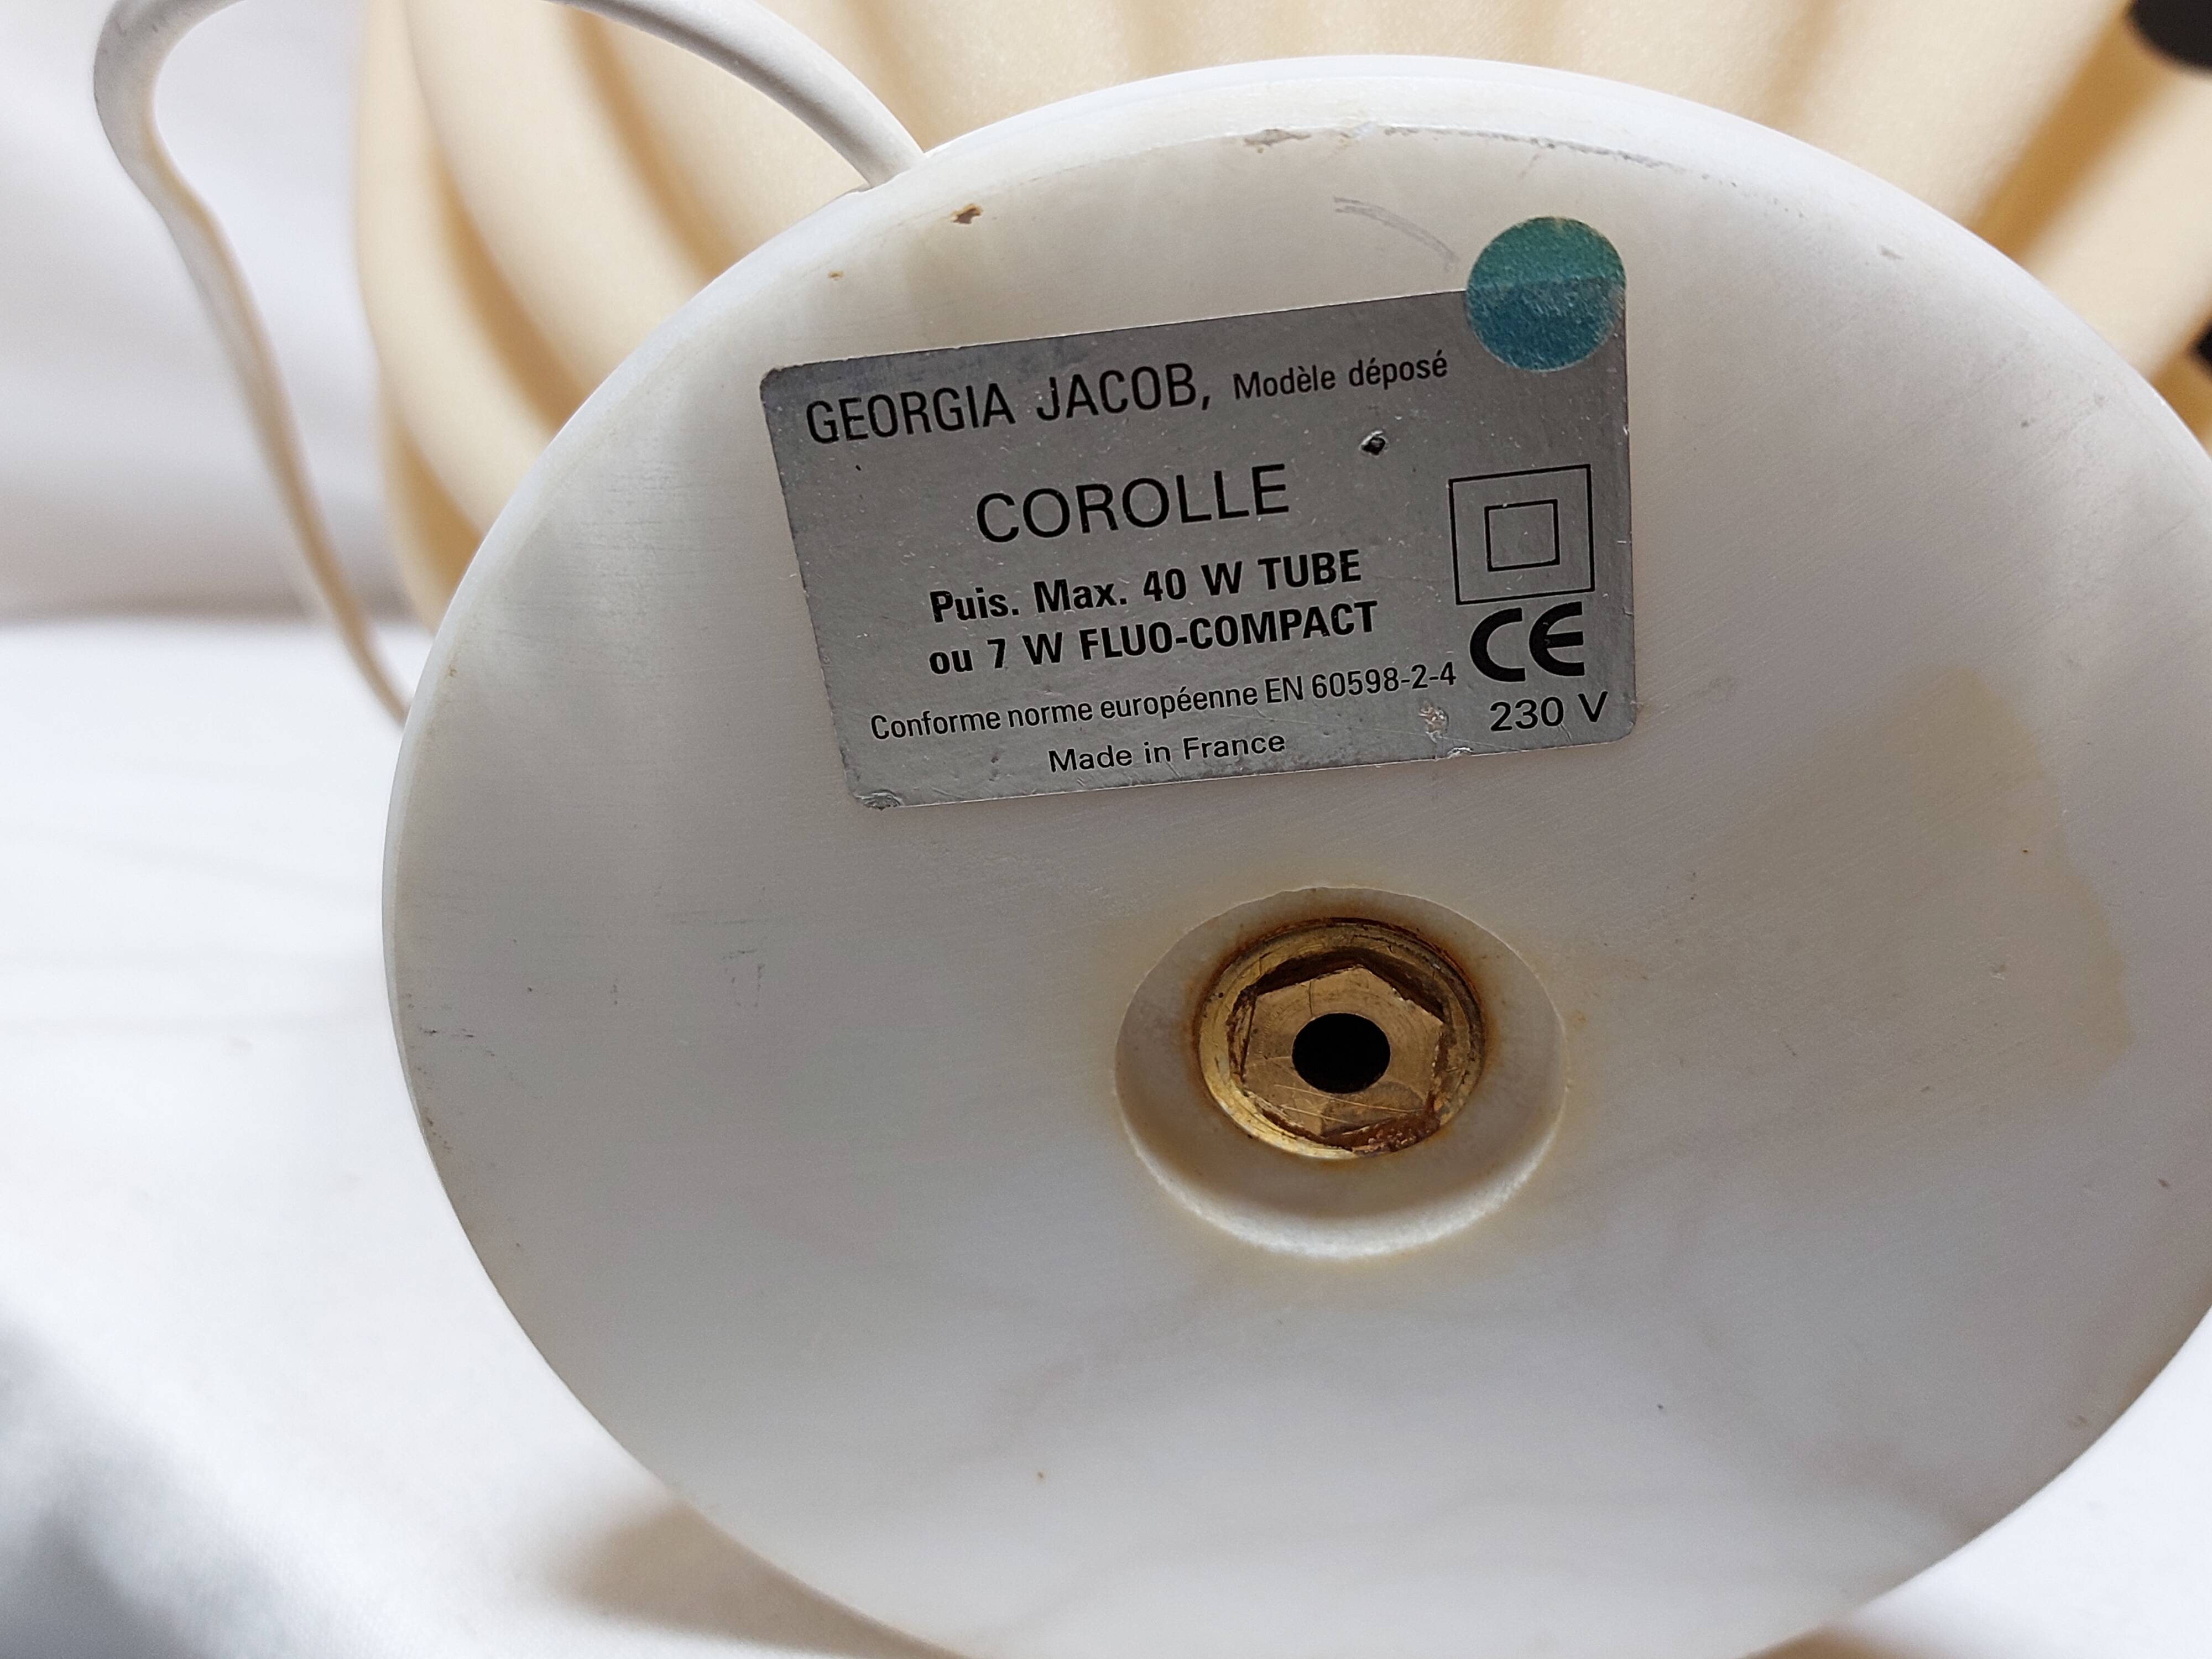 GEORGIA JACOB, Modèle déposé
COROLLE
Puis. Max. 40 W TUBE
ou 7 W FLUO-COMPACT
CE
Conforme norme européenne EN 60598-2-4
230 V
Made in France